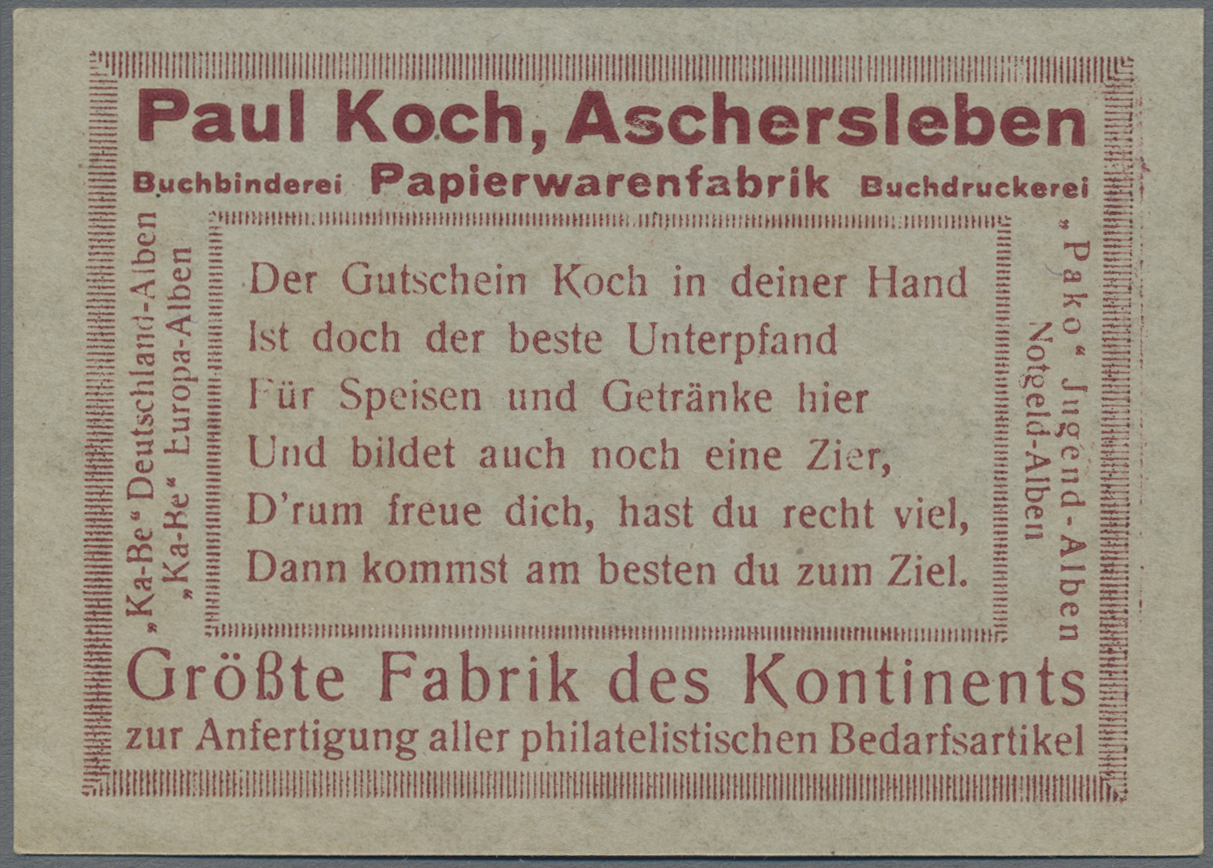 Paul Koch, Aschersleben
Buchbinderei Papierwarenfabrik Buchdruckerei
„Ka-Be“ Deutschland-Alben
„Ka-Be“ Europa-Alben
Der Gutschein Koch in deiner Hand
Ist doch der beste Unterpfand
Für Speisen und Getränke hier
Und bildet auch noch eine Zier,
D'rum freue dich, hast du recht viel,
Dann kommst am besten du zum Ziel.
„Pako“ Jugend-Alben
Notgeld-Alben
Größte Fabrik des Kontinents
zur Anfertigung aller philatelistischen Bedarfsartikel